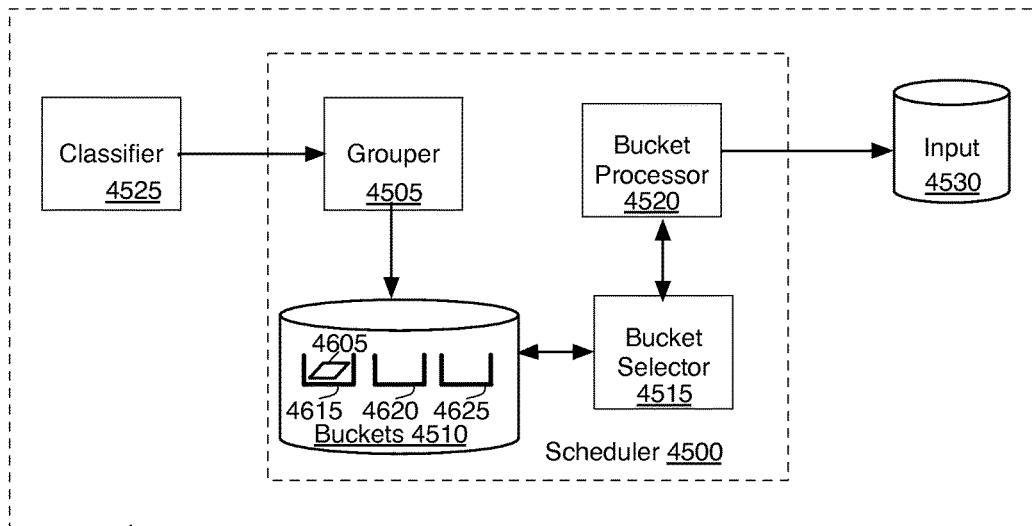 Classifier
4525
Grouper
4505
Bucket
Processor
4520
Input
4530
4605
4615
4620
4625
Buckets 4510
Bucket
Selector
4515
Scheduler 4500